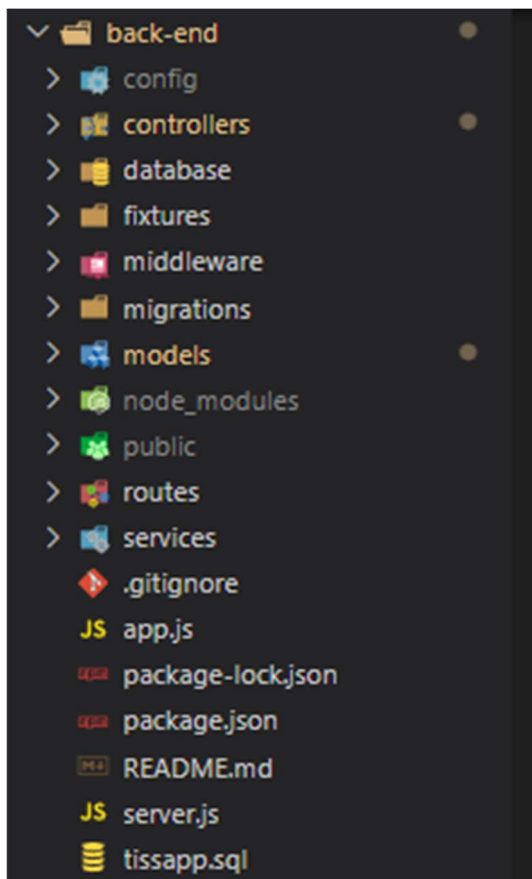 back-end
config
controllers
database
fixtures
middleware
migrations
models
node_modules
public
routes
services
.gitignore
JS app.js
package-lock.json
package.json
README.md
JS server.js
tissapp.sql